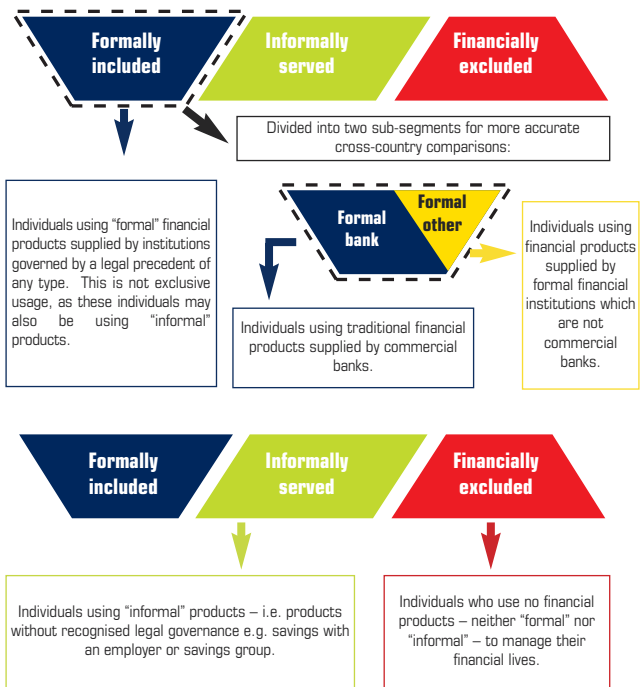 Formally
included
Informally
served
Financially
excluded
Divided into two sub-segments for more accurate
cross-country comparisons:
Individuals using “formal” financial
products supplied by institutions
governed by a legal precedent of
any type. This is not exclusive
usage, as these individuals may
also be using “informal”
products.
Formal
bank
Formal
other
Individuals using traditional financial
products supplied by commercial
banks.
Individuals using
financial products
supplied by
formal financial
institutions which
are not
commercial
banks.
Formally
included
Informally
served
Financially
excluded
Individuals using “informal” products – i.e. products
without recognised legal governance e.g. savings with
an employer or savings group.
Individuals who use no financial
products – neither “formal” nor
“informal” – to manage their
financial lives.